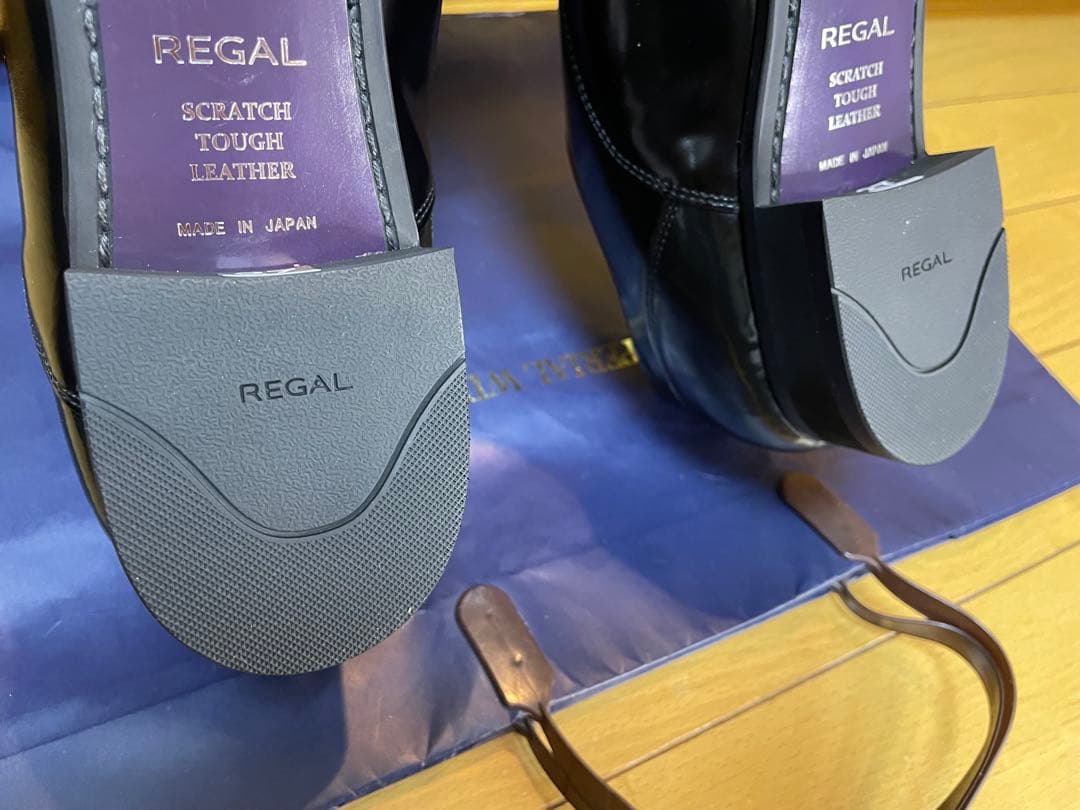 REGAL
SCRATCH
TOUGH
LEATHER
MADE IN JAPAN
REGAL
REGAL
SCRATCH
TOUGH
LEATHER
MADE IN JAPAN
REGAL